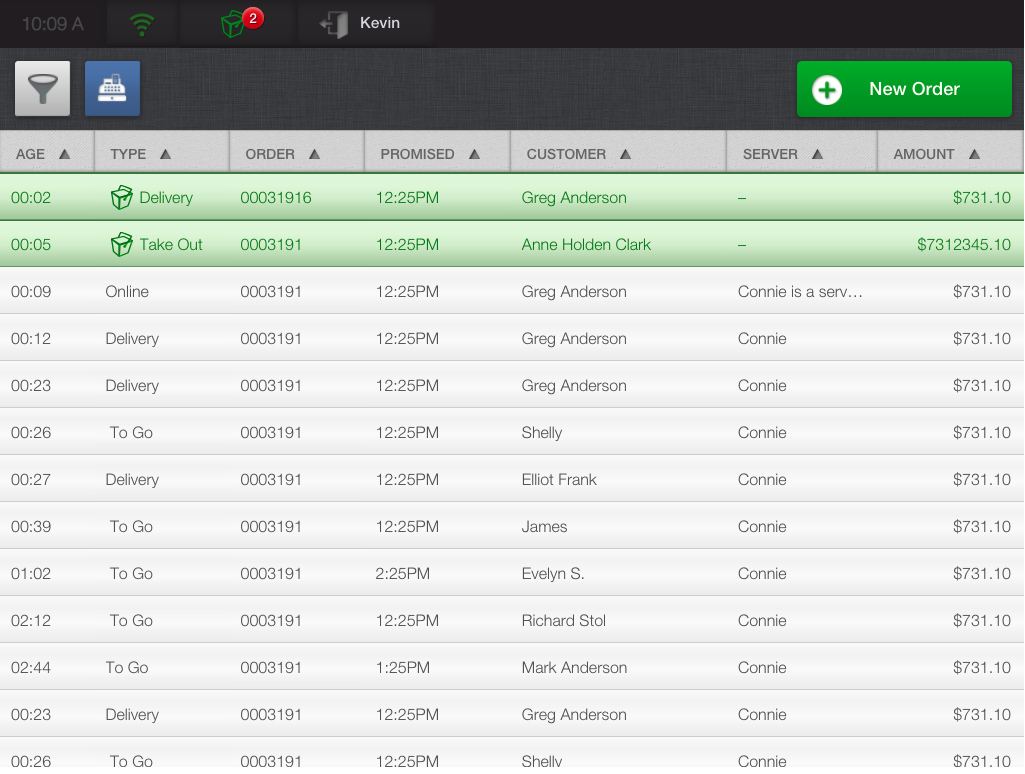 10:09 A 2 Kevin
New Order
AGE ▲ TYPE ▲ ORDER ▲ PROMISED ▲ CUSTOMER ▲ SERVER ▲ AMOUNT ▲
00:02 Delivery 00031916 12:25PM Greg Anderson – $731.10
00:05 Take Out 0003191 12:25PM Anne Holden Clark – $7312345.10
00:09 Online 0003191 12:25PM Greg Anderson Connie is a serv… $731.10
00:12 Delivery 0003191 12:25PM Greg Anderson Connie $731.10
00:23 Delivery 0003191 12:25PM Greg Anderson Connie $731.10
00:26 To Go 0003191 12:25PM Shelly Connie $731.10
00:27 Delivery 0003191 12:25PM Elliot Frank Connie $731.10
00:39 To Go 0003191 12:25PM James Connie $731.10
01:02 To Go 0003191 2:25PM Evelyn S. Connie $731.10
02:12 To Go 0003191 12:25PM Richard Stol Connie $731.10
02:44 To Go 0003191 1:25PM Mark Anderson Connie $731.10
00:23 Delivery 0003191 12:25PM Greg Anderson Connie $731.10
00:26 To Go 0003191 12:25PM Shelly Connie $731.10